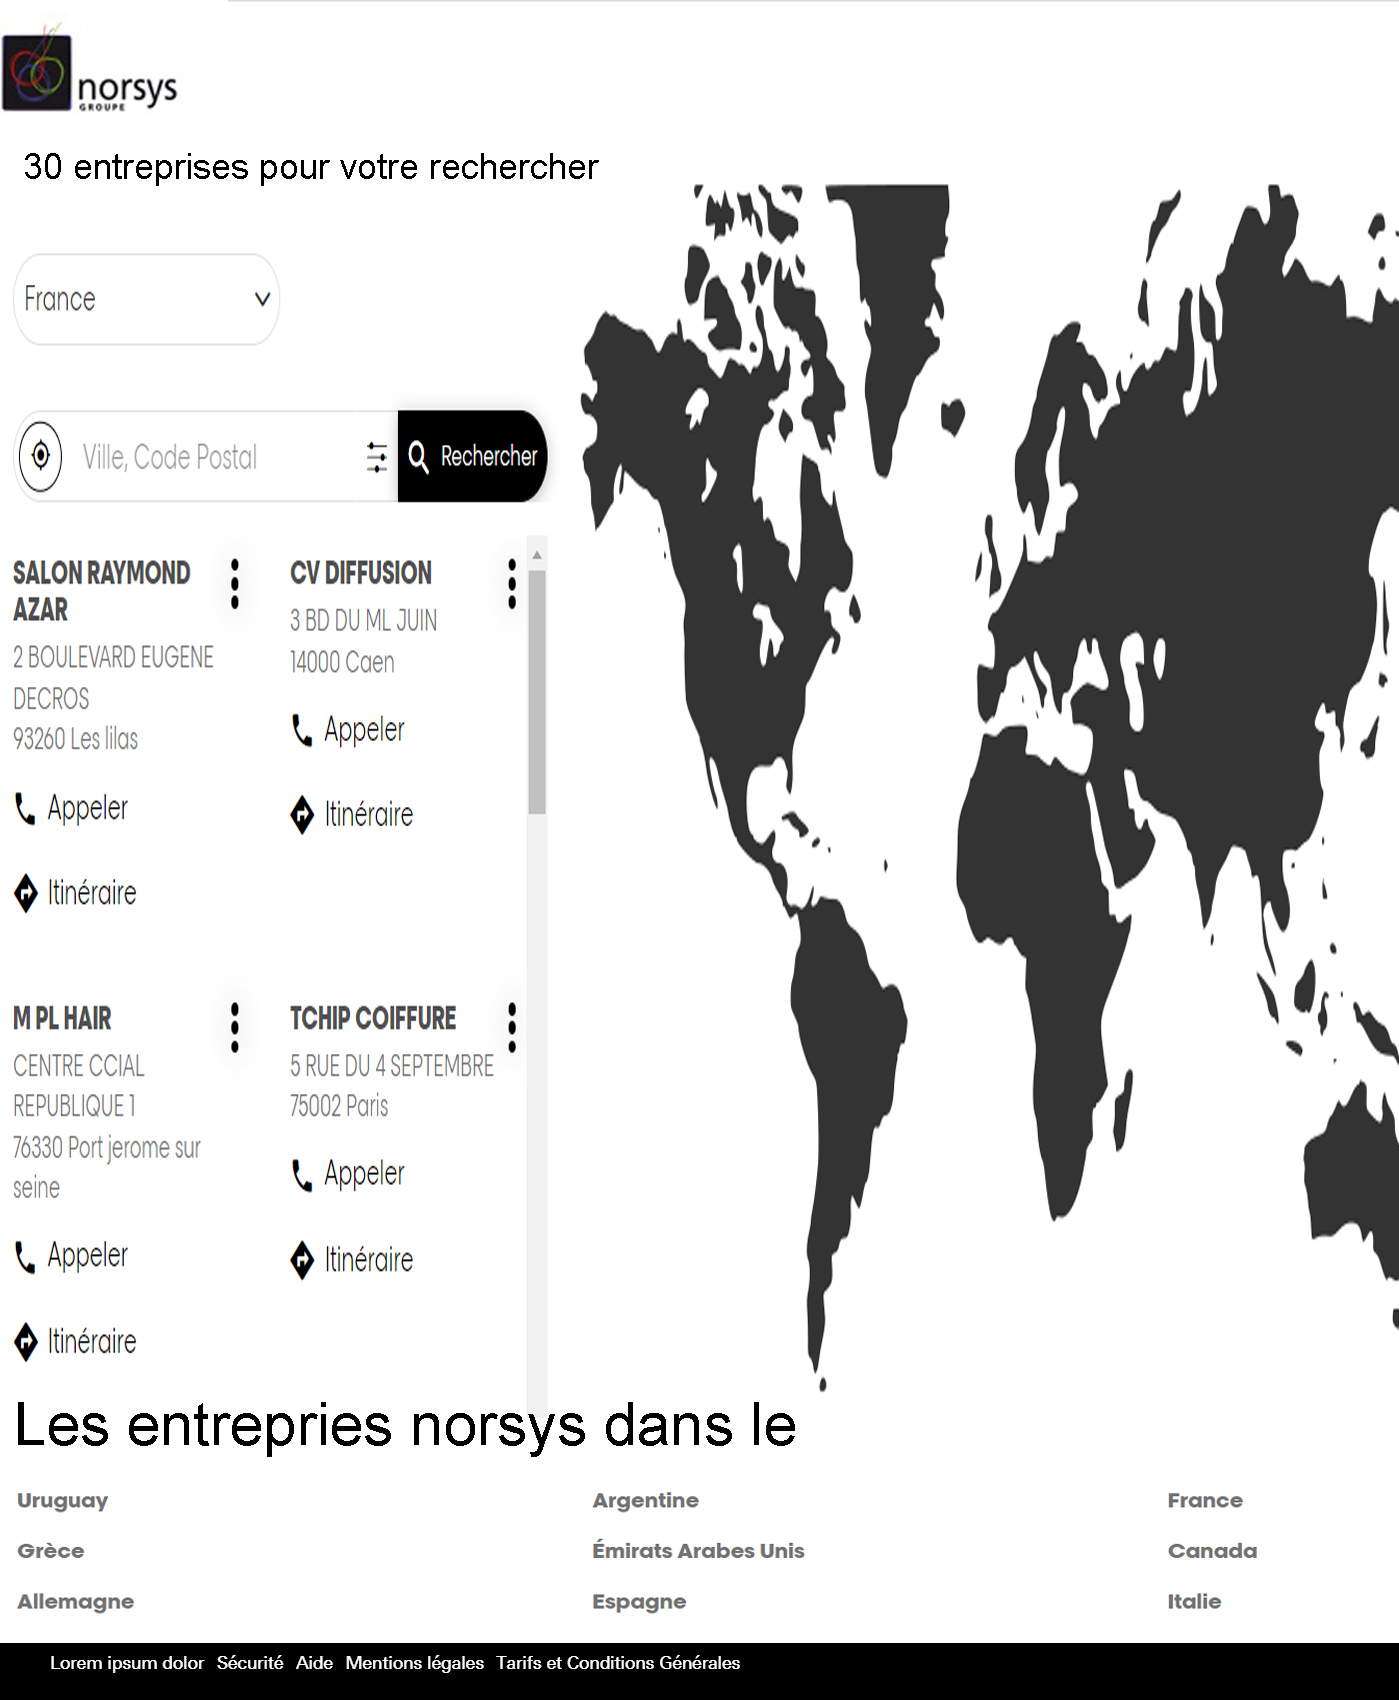 norsys
GROUPE
30 entreprises pour votre rechercher
France
Ville, Code Postal
Rechercher
SALON RAYMOND
AZAR
2 BOULEVARD EUGENE
DECROS
93260 Les lilas
Appeler
Itinéraire
CV DIFFUSION
3 BD DU ML JUIN
14000 Caen
Appeler
Itinéraire
M PL HAIR
CENTRE CCIAL
REPUBLIQUE 1
76330 Port jerome sur
seine
Appeler
Itinéraire
TCHIP COIFFURE
5 RUE DU 4 SEPTEMBRE
75002 Paris
Appeler
Itinéraire
Les entrepries norsys dans le
Uruguay
Argentine
France
Grèce
Émirats Arabes Unis
Canada
Allemagne
Espagne
Italie
Lorem ipsum dolor Sécurité Aide Mentions légales Tarifs et Conditions Générales